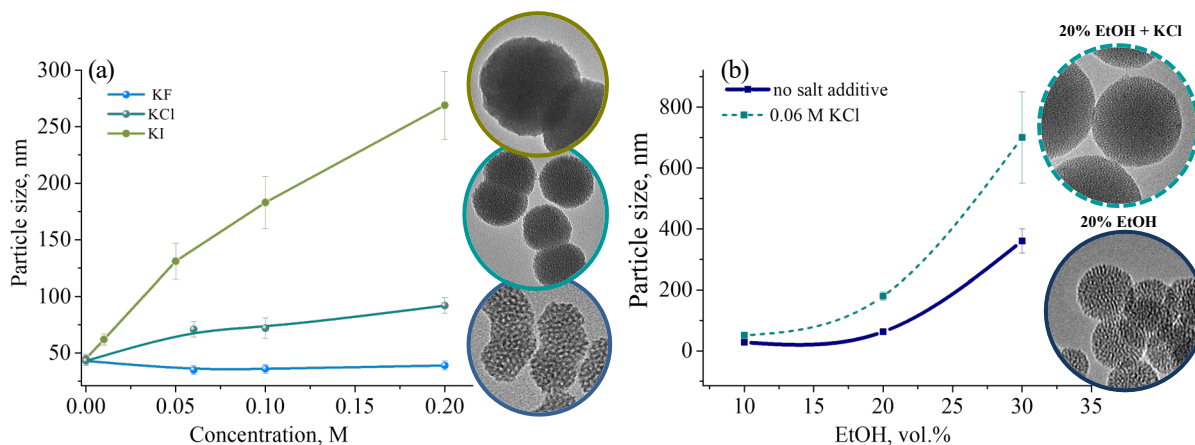 (a)
KF
KCl
KI
300
250
200
150
100
50
Particle size, nm
0.00 0.05 0.10 0.15 0.20
Concentration, M
(b)
no salt additive
0.06 M KCl
800
600
400
200
0
Particle size, nm
10 15 20 25 30 35
EtOH, vol.%
20% EtOH + KCl
20% EtOH